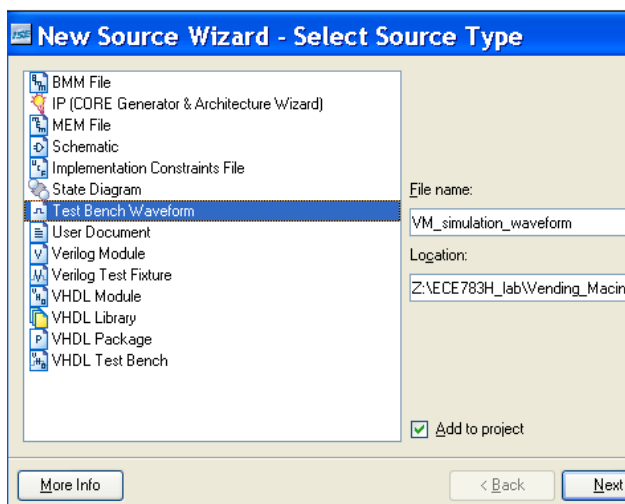 ISE New Source Wizard - Select Source Type
BMM File
IP (CORE Generator & Architecture Wizard)
MEM File
Schematic
Implementation Constraints File
State Diagram
Test Bench Waveform
User Document
Verilog Module
Verilog Test Fixture
VHDL Module
VHDL Library
VHDL Package
VHDL Test Bench
File name:
VM_simulation_waveform
Location:
Z:\ECE783H_lab\Vending_Macin
Add to project
More Info
< Back
Next